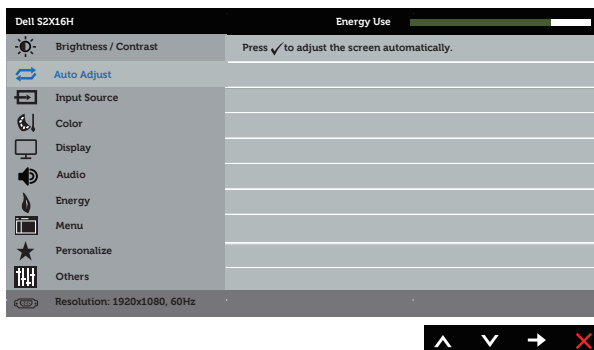 Dell S2X16H
Energy Use
Brightness / Contrast
Press ✓ to adjust the screen automatically.
Auto Adjust
Input Source
Color
Display
Audio
Energy
Menu
Personalize
Others
Resolution: 1920x1080, 60Hz